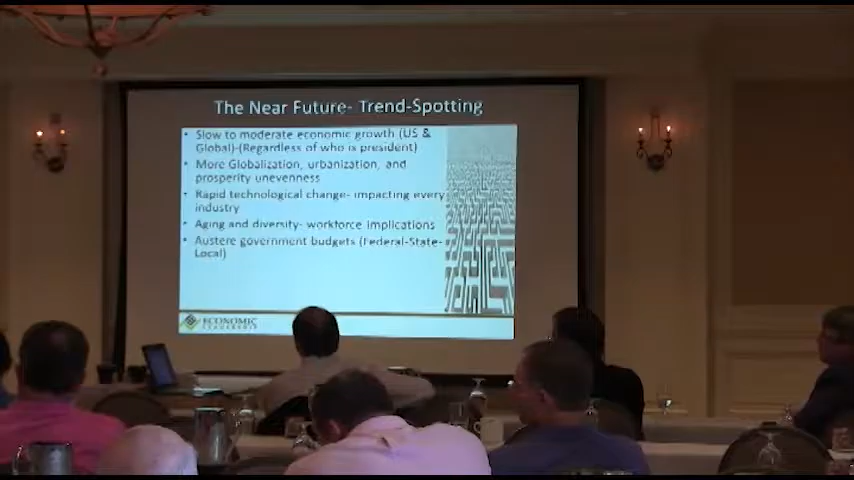 The Near Future- Trend-Spotting
• Slow to moderate economic growth (US &
Global)-(Regardless of who is president)
• More Globalization, urbanization, and
prosperity unevenness
• Rapid technological change- impacting every
industry
• Aging and diversity- workforce implications
• Austere government budgets (Federal-State-
Local)
ECONOMIC
LEADERSHIP